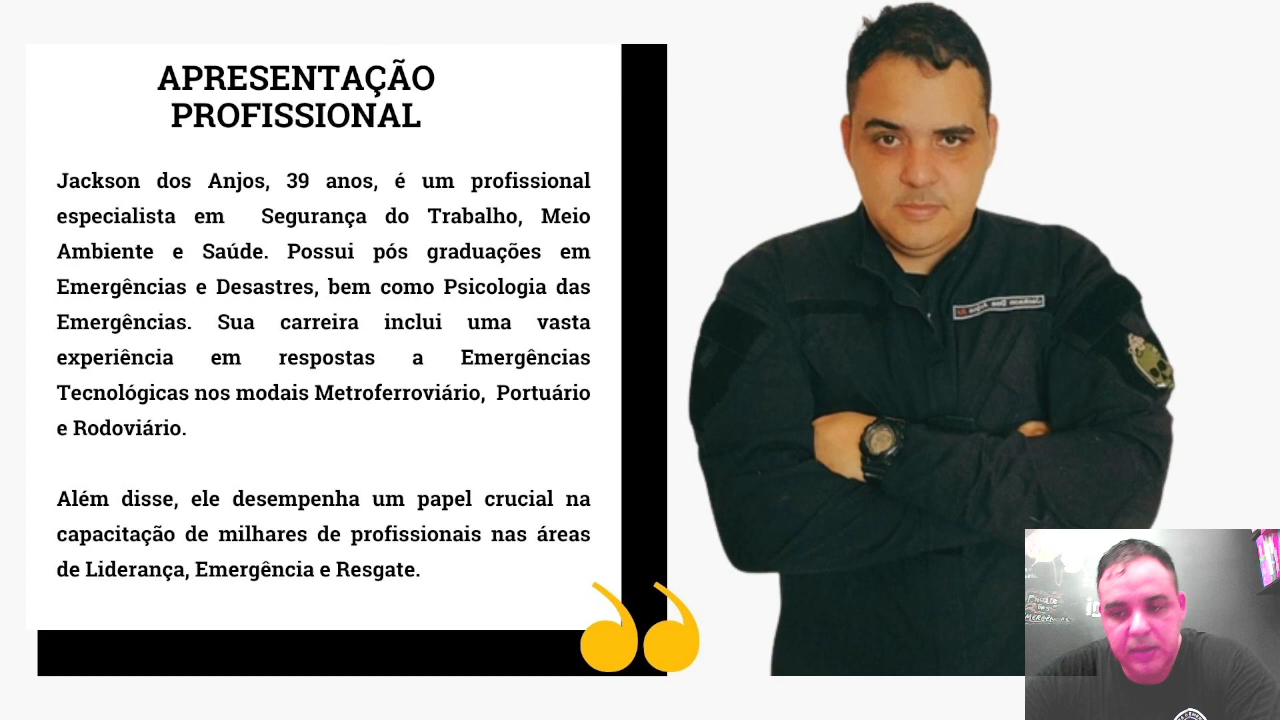 APRESENTAÇÃO
PROFISSIONAL
Jackson dos Anjos, 39 anos, é um profissional
especialista em Segurança do Trabalho, Meio
Ambiente e Saúde. Possui pós graduações em
Emergências e Desastres, bem como Psicologia das
Emergências. Sua carreira inclui uma vasta
experiência em respostas a Emergências
Tecnológicas nos modais Metroferroviário, Portuário
e Rodoviário.
Além disse, ele desempenha um papel crucial na
capacitação de milhares de profissionais nas áreas
de Liderança, Emergência e Resgate.